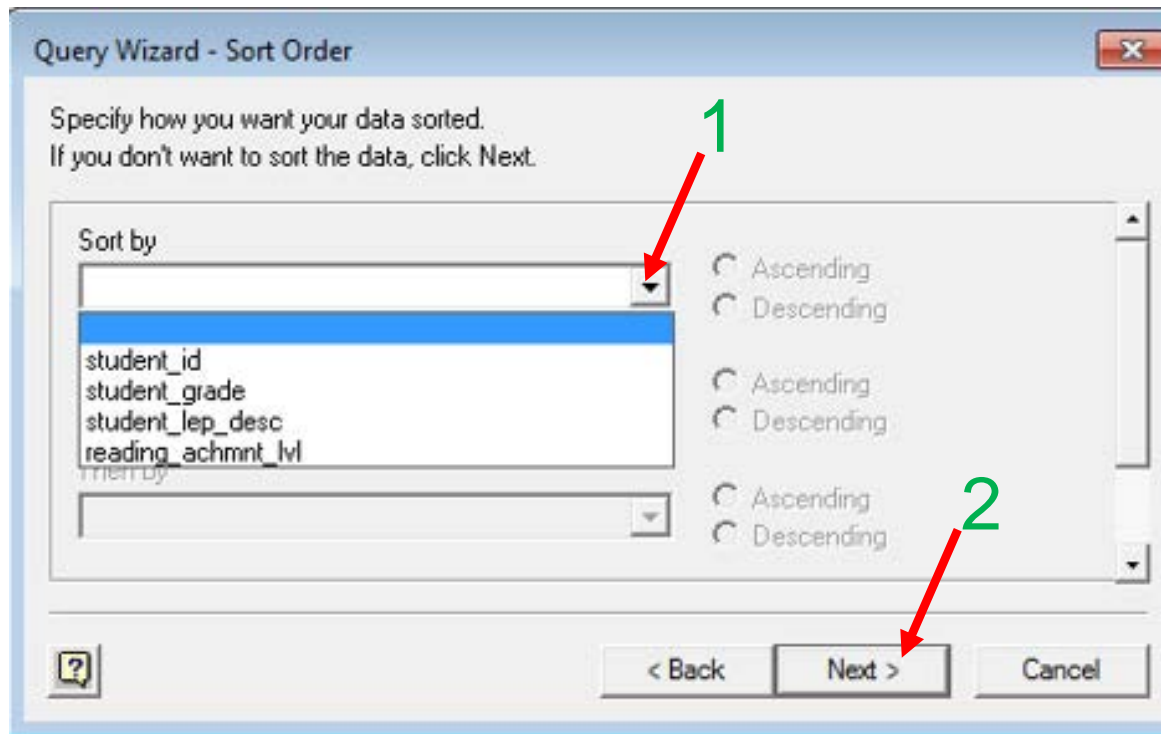 Query Wizard - Sort Order
Specify how you want your data sorted.
1
If you don't want to sort the data, click Next.
Sort by
Ascending
Descending
student_id
student_grade
student_lep_desc
reading_achmnt_lvl
Ascending
Descending
Then by
Ascending
Descending
2
?
< Back
Next >
Cancel